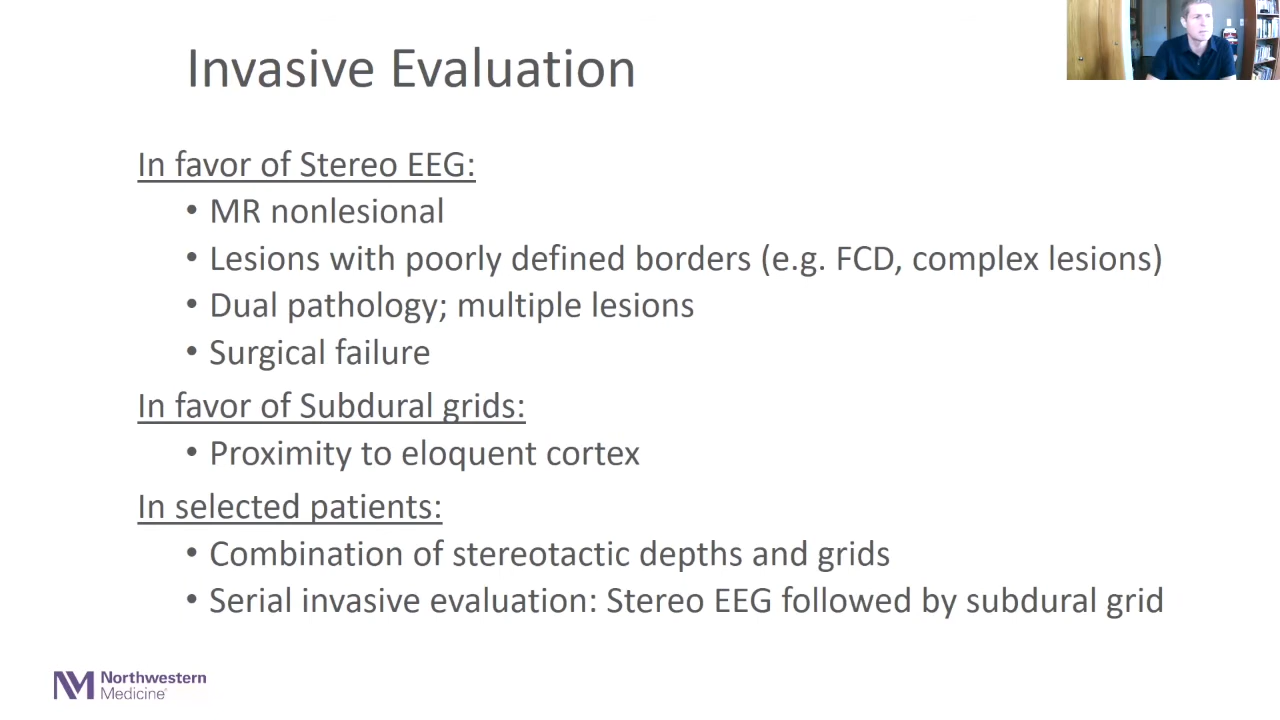 Invasive Evaluation
In favor of Stereo EEG:
• MR nonlesional
• Lesions with poorly defined borders (e.g. FCD, complex lesions)
• Dual pathology; multiple lesions
• Surgical failure
In favor of Subdural grids:
• Proximity to eloquent cortex
In selected patients:
• Combination of stereotactic depths and grids
• Serial invasive evaluation: Stereo EEG followed by subdural grid
Northwestern
Medicine